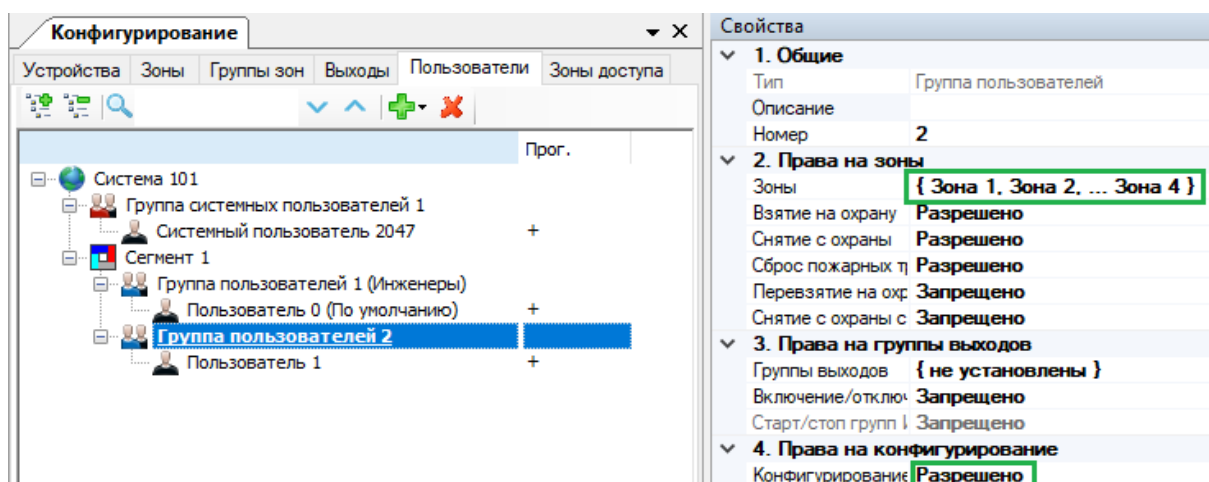 Конфигурирование
Устройства Зоны Группы зон Выходы Пользователи Зоны доступа
Прог.
Система 101
Группа системных пользователей 1
Системный пользователь 2047 +
Сегмент 1
Группа пользователей 1 (Инженеры)
Пользователь 0 (По умолчанию) +
Группа пользователей 2
Пользователь 1 +
Свойства
1. Общие
Тип Группа пользователей
Описание
Номер 2
2. Права на зоны
Зоны { Зона 1, Зона 2, ... Зона 4 }
Взятие на охрану Разрешено
Снятие с охраны Разрешено
Сброс пожарных т Разрешено
Перевзятие на охр Запрещено
Снятие с охраны с Запрещено
3. Права на группы выходов
Группы выходов { не установлены }
Включение/отключ Запрещено
Старт/стоп групп Запрещено
4. Права на конфигурирование
Конфигурирование Разрешено